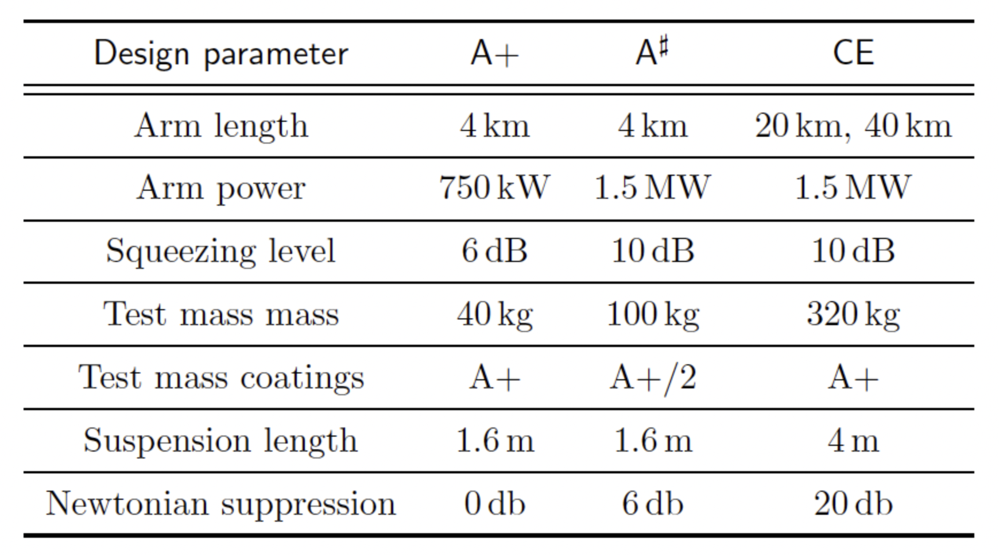 Design parameter A+ A♯ CE
Arm length 4 km 4 km 20 km, 40 km
Arm power 750 kW 1.5 MW 1.5 MW
Squeezing level 6 dB 10 dB 10 dB
Test mass mass 40 kg 100 kg 320 kg
Test mass coatings A+ A+/2 A+
Suspension length 1.6 m 1.6 m 4 m
Newtonian suppression 0 db 6 db 20 db